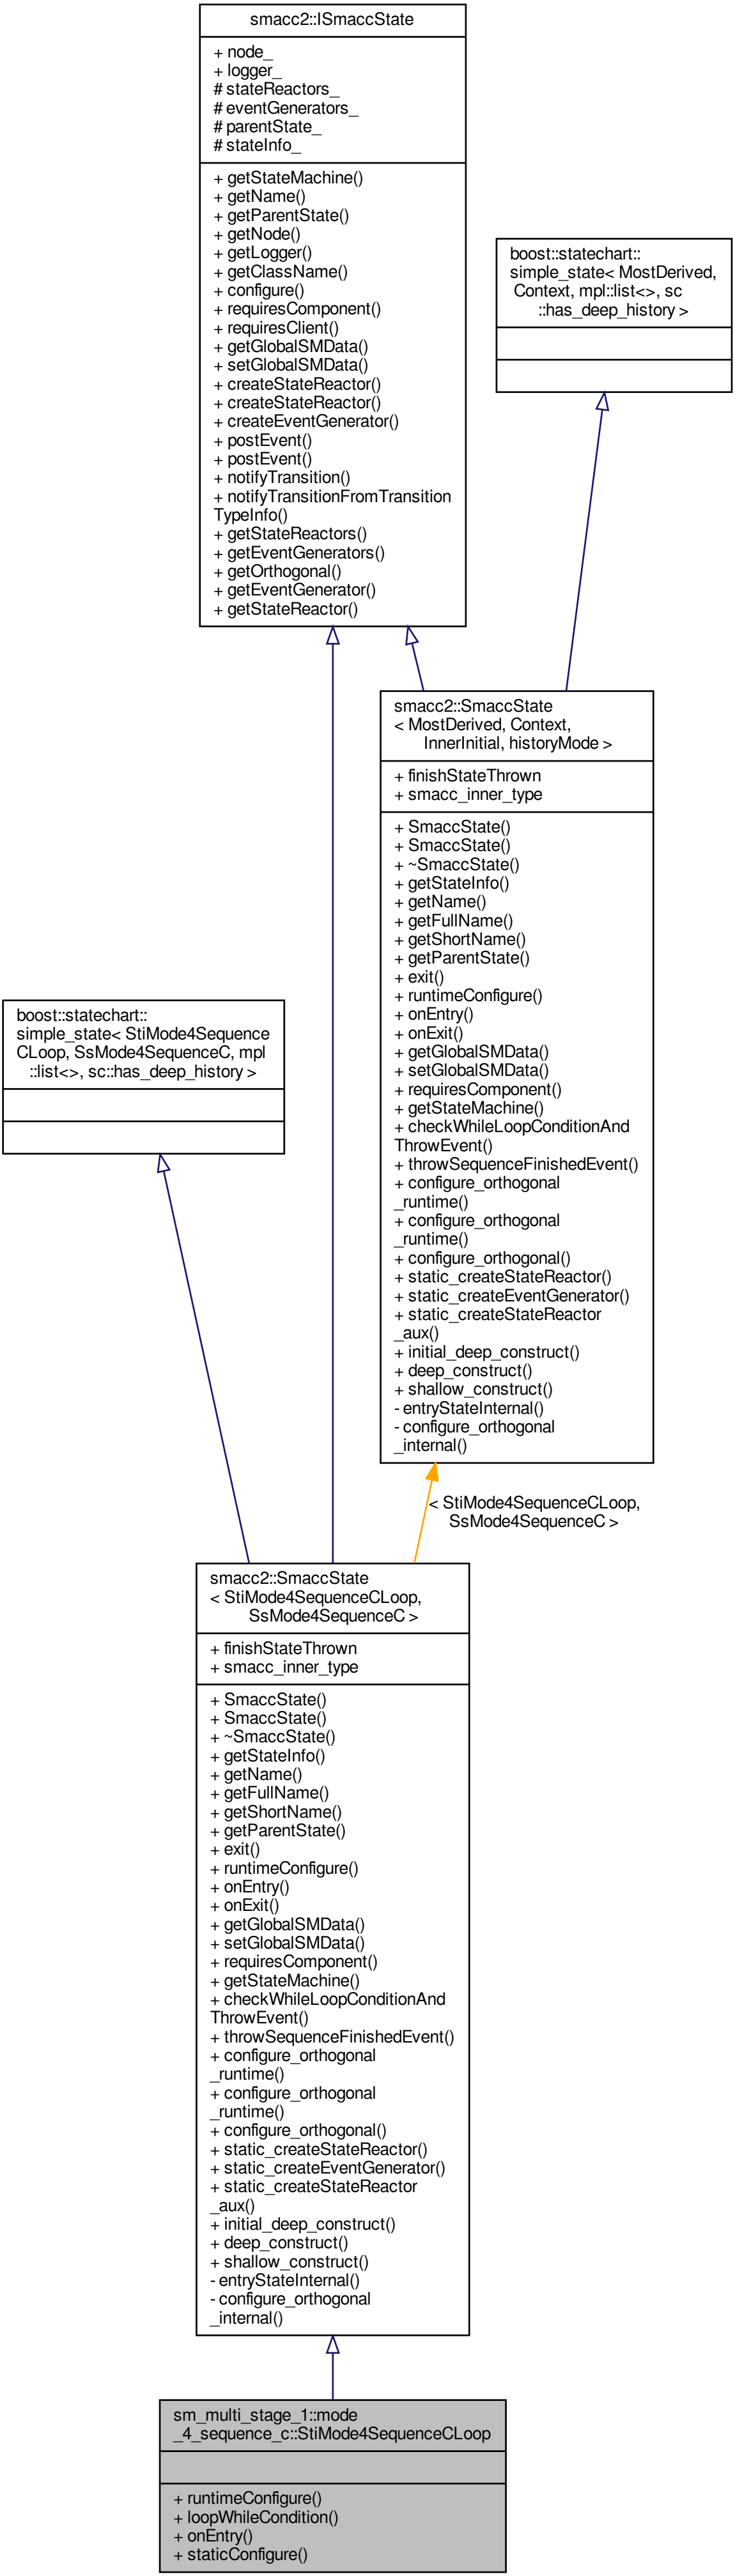 smacc2::ISmaccState
+ node_
+ logger_
# stateReactors_
# eventGenerators_
# parentState_
# stateInfo_
+ getStateMachine()
+ getName()
+ getParentState()
+ getNode()
+ getLogger()
+ getClassName()
+ configure()
+ requiresComponent()
+ requiresClient()
+ getGlobalSMData()
+ setGlobalSMData()
+ createStateReactor()
+ createStateReactor()
+ createEventGenerator()
+ postEvent()
+ postEvent()
+ notifyTransition()
+ notifyTransitionFromTransition
TypeInfo()
+ getStateReactors()
+ getEventGenerators()
+ getOrthogonal()
+ getEventGenerator()
+ getStateReactor()
boost::statechart::
simple_state< MostDerived,
Context, mpl::list<>, sc
::has_deep_history >
smacc2::SmaccState
< MostDerived, Context,
InnerInitial, historyMode >
+ finishStateThrown
+ smacc_inner_type
+ SmaccState()
+ SmaccState()
+ ~SmaccState()
+ getStateInfo()
+ getName()
+ getFullName()
+ getShortName()
+ getParentState()
+ exit()
+ runtimeConfigure()
+ onEntry()
+ onExit()
+ getGlobalSMData()
+ setGlobalSMData()
+ requiresComponent()
+ getStateMachine()
+ checkWhileLoopConditionAnd
ThrowEvent()
+ throwSequenceFinishedEvent()
+ configure_orthogonal
_runtime()
+ configure_orthogonal
_runtime()
+ configure_orthogonal()
+ static_createStateReactor()
+ static_createEventGenerator()
+ static_createStateReactor
_aux()
+ initial_deep_construct()
+ deep_construct()
+ shallow_construct()
- entryStateInternal()
- configure_orthogonal
_internal()
boost::statechart::
simple_state< StiMode4Sequence
CLoop, SsMode4SequenceC, mpl
::list<>, sc::has_deep_history >
< StiMode4SequenceCLoop,
SsMode4SequenceC >
smacc2::SmaccState
< StiMode4SequenceCLoop,
SsMode4SequenceC >
+ finishStateThrown
+ smacc_inner_type
+ SmaccState()
+ SmaccState()
+ ~SmaccState()
+ getStateInfo()
+ getName()
+ getFullName()
+ getShortName()
+ getParentState()
+ exit()
+ runtimeConfigure()
+ onEntry()
+ onExit()
+ getGlobalSMData()
+ setGlobalSMData()
+ requiresComponent()
+ getStateMachine()
+ checkWhileLoopConditionAnd
ThrowEvent()
+ throwSequenceFinishedEvent()
+ configure_orthogonal
_runtime()
+ configure_orthogonal
_runtime()
+ configure_orthogonal()
+ static_createStateReactor()
+ static_createEventGenerator()
+ static_createStateReactor
_aux()
+ initial_deep_construct()
+ deep_construct()
+ shallow_construct()
- entryStateInternal()
- configure_orthogonal
_internal()
sm_multi_stage_1::mode
_4_sequence_c::StiMode4SequenceCLoop
+ runtimeConfigure()
+ loopWhileCondition()
+ onEntry()
+ staticConfigure()